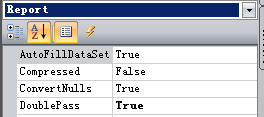 Report
AutoFillDataSet True
Compressed False
ConvertNulls True
DoublePass True